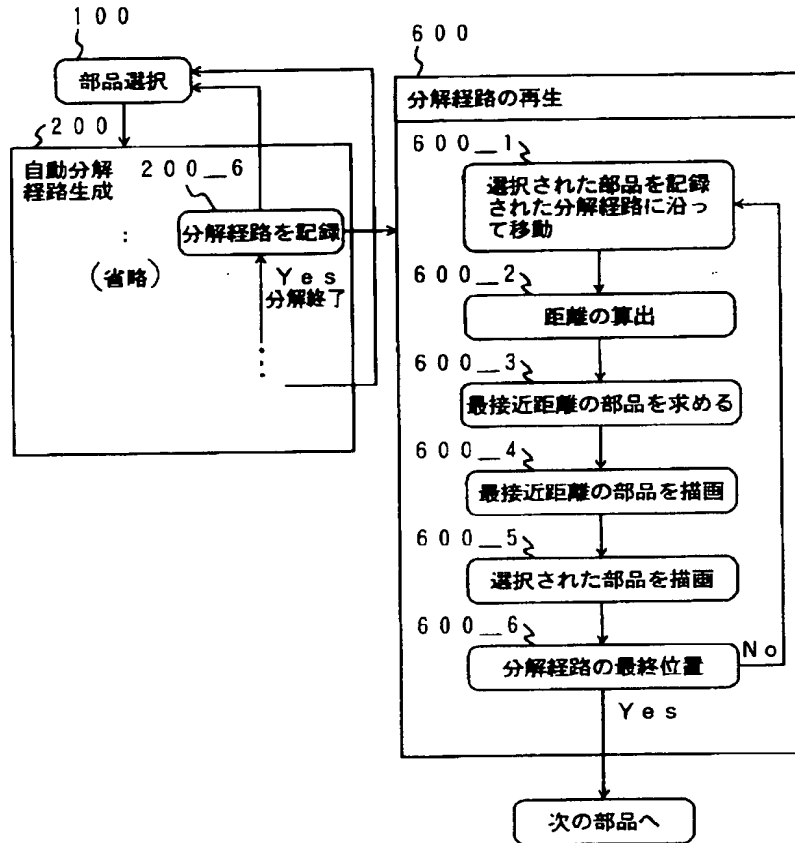 100
部品選択
200
自動分解
経路生成
:
(省略)
200_6
分解経路を記録
Yes
分解終了
600
分解経路の再生
600_1
選択された部品を記録
された分解経路に沿っ
て移動
600_2
距離の算出
600_3
最接近距離の部品を求める
600_4
最接近距離の部品を描画
600_5
選択された部品を描画
600_6
分解経路の最終位置
No
Yes
次の部品へ